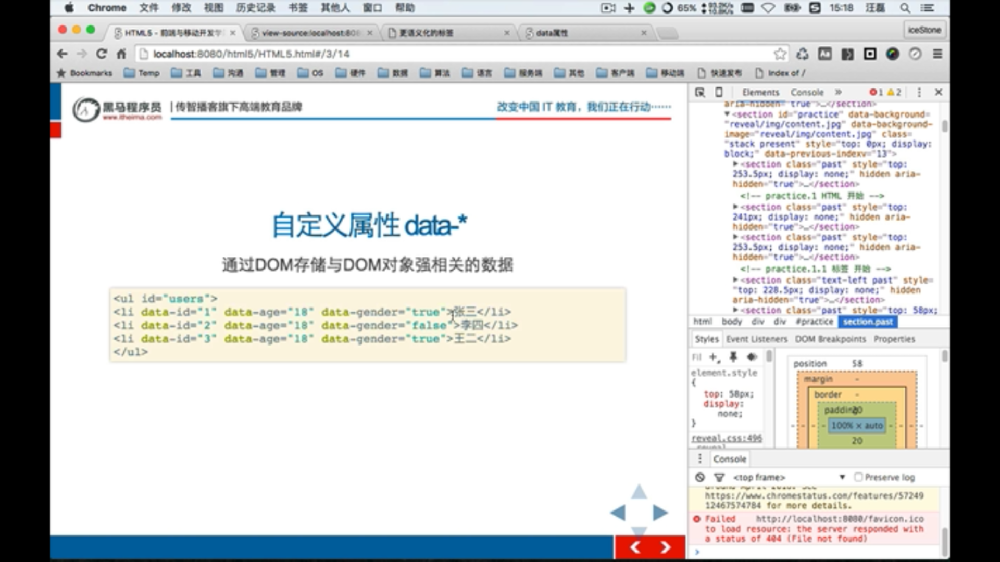 Chrome 文件 修改 视图 历史记录 书签 其他人 窗口 帮助 65% 15:18 汪磊
HTML5 - 前端与移动开发学 view-source:localhost:808 更语义化的标签 data属性 iceStone
localhost:8080/html5/HTML5.html#/3/14
Bookmarks Temp 工具 沟通 管理 OS 硬件 数据 算法 语言 服务端 其他 客户端 移动端 快速发布 Index of /
黑马程序员 | 传智播客旗下高端教育品牌 改变中国 IT 教育，我们正在行动……
www.itheima.com
自定义属性 data-*
通过DOM存储与DOM对象强相关的数据
<ul id="users">
<li data-id="1" data-age="18" data-gender="true">张三</li>
<li data-id="2" data-age="18" data-gender="false">李四</li>
<li data-id="3" data-age="18" data-gender="true">王二</li>
</ul>
Elements Console » 1 2
aria-hidden="true">…</section>
▼<section id="practice" data-background=
"reveal/img/content.jpg" data-background-
image="reveal/img/content.jpg" class=
"stack present" style="top: 0px; display:
block;" data-previous-indexv="13">
▶<section class="past" style="top:
253.5px; display: none;" hidden aria-
hidden="true">…</section>
<!-- practice.1 HTML 开始 -->
▶<section class="past" style="top:
241px; display: none;" hidden aria-
hidden="true">…</section>
▶<section class="past" style="top:
253.5px; display: none;" hidden aria-
hidden="true">…</section>
<!-- practice.1.1 标签 开始 -->
▶<section class="text-left past" style=
"top: 228.5px; display: none;" hidden
aria-hidden="true">…</section>
▶<section class="past" style="top: 58px;
html body div div #practice section.past
Styles Event Listeners DOM Breakpoints Properties
Fil
element.style
{
top: 58px;
display:
none;
}
reveal.css:496
position 58
margin -
border -
padding 20
100% × auto
20
Console
<top frame> Preserve log
https://www.chromestatus.com/features/57249
12467574784 for more details.
Failed http://localhost:8080/favicon.ico
to load resource: the server responded with
a status of 404 (File not found)